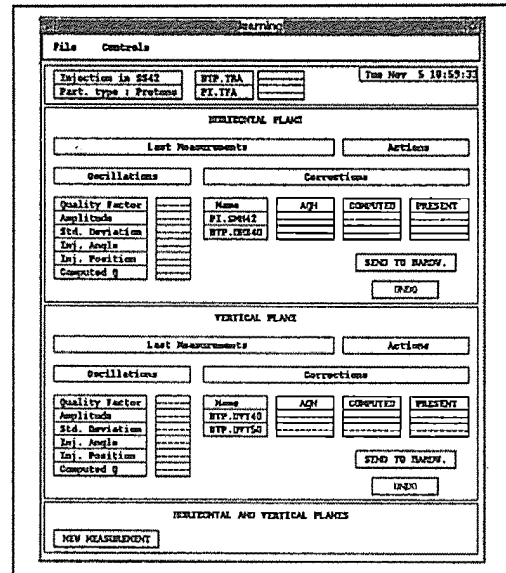 learning
File Controls
Injection in SS42 BTP.TRA Tue Nov 5 10:59:33
Part. type : Protons PI.TFA
HORIZONTAL PLANE
Last Measurements Actions
Oscillations Corrections
Quality Factor Name AQN COMPUTED PRESENT
Amplitude PI.SMH42
Std. Deviation
Inj. Angle
Inj. Position SEND TO HARDW.
Computed Q
UNDO
VERTICAL PLANE
Last Measurements Actions
Oscillations Corrections
Quality Factor Name AQN COMPUTED PRESENT
Amplitude BTP.DVT40
Std. Deviation BTP.DVT50
Inj. Angle
Inj. Position SEND TO HARDW.
Computed Q
UNDO
HORIZONTAL AND VERTICAL PLANES
NEW MEASUREMENT